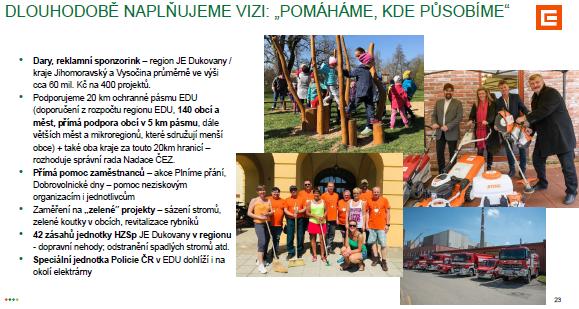 DLOUHODOBĚ NAPLŇUJEME VIZI: „POMÁHÁME, KDE PŮSOBÍME“
• Dary, reklamní sponzorink – region JE Dukovany /
kraje Jihomoravský a Vysočina průměrně ve výši
cca 60 mil. Kč na 400 projektů.
• Podporujeme 20 km ochranné pásmu EDU
(doporučení z rozpočtu regionu EDU, 140 obcí a
měst, přímá podpora obcí v 5 km pásmu, dále
větších měst a mikroregionů, které sdružují menší
obce) + také oba kraje za touto 20km hranicí –
rozhoduje správní rada Nadace ČEZ.
• Přímá pomoc zaměstnanců – akce Plníme přání,
Dobrovolnické dny – pomoc neziskovým
organizacím i jednotlivcům
• Zaměření na „zelené“ projekty – sázení stromů,
zelené koutky v obcích, revitalizace rybníků
• 42 zásahů jednotky HZSp JE Dukovany v regionu
- dopravní nehody; odstranění spadlých stromů atd.
• Speciální jednotka Policie ČR v EDU dohlíží i na
okolí elektrárny
STIHL
23